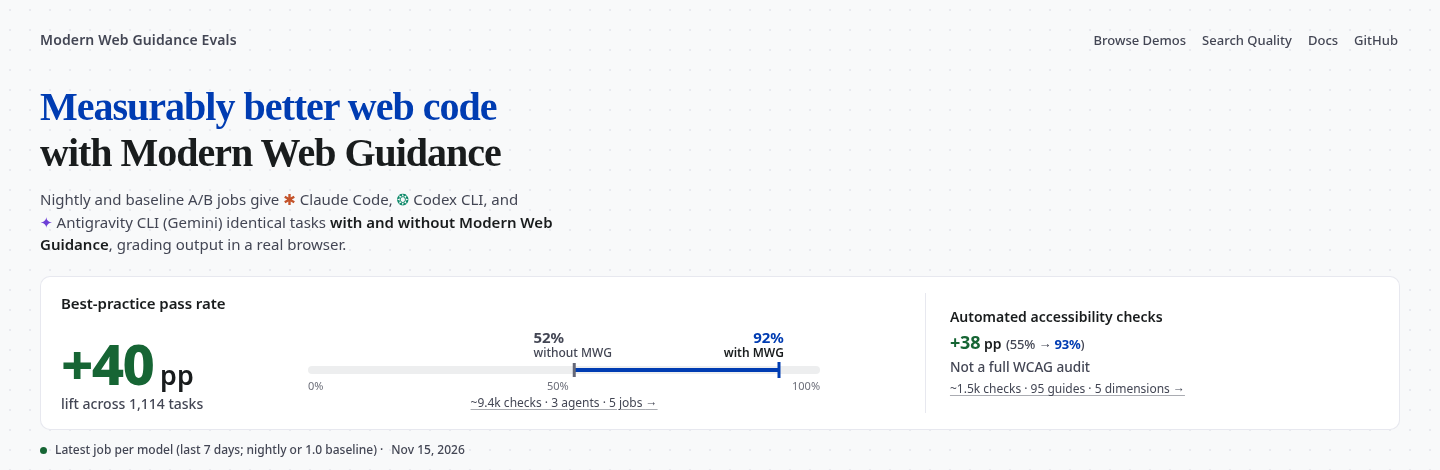 Modern Web Guidance Evals
Browse Demos Search Quality Docs GitHub
Measurably better web code
with Modern Web Guidance
Nightly and baseline A/B jobs give ✱ Claude Code, ❂ Codex CLI, and
✦ Antigravity CLI (Gemini) identical tasks with and without Modern Web
Guidance, grading output in a real browser.
Best-practice pass rate
+40 pp
lift across 1,114 tasks
52%
without MWG
92%
with MWG
0% 50% 100%
~9.4k checks · 3 agents · 5 jobs →
Automated accessibility checks
+38 pp (55% → 93%)
Not a full WCAG audit
~1.5k checks · 95 guides · 5 dimensions →
Latest job per model (last 7 days; nightly or 1.0 baseline) · Nov 15, 2026